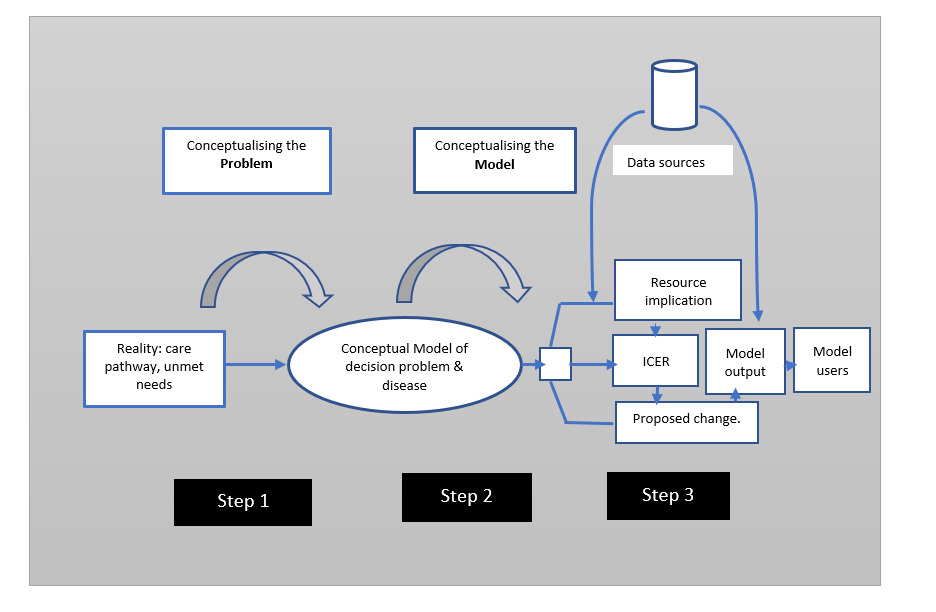 Conceptualising the
Problem
Conceptualising the
Model
Data sources
Resource
implication
Reality: care
pathway, unmet
needs
Conceptual Model of
decision problem &
disease
ICER
Model
output
Model
users
Proposed change.
Step 1
Step 2
Step 3